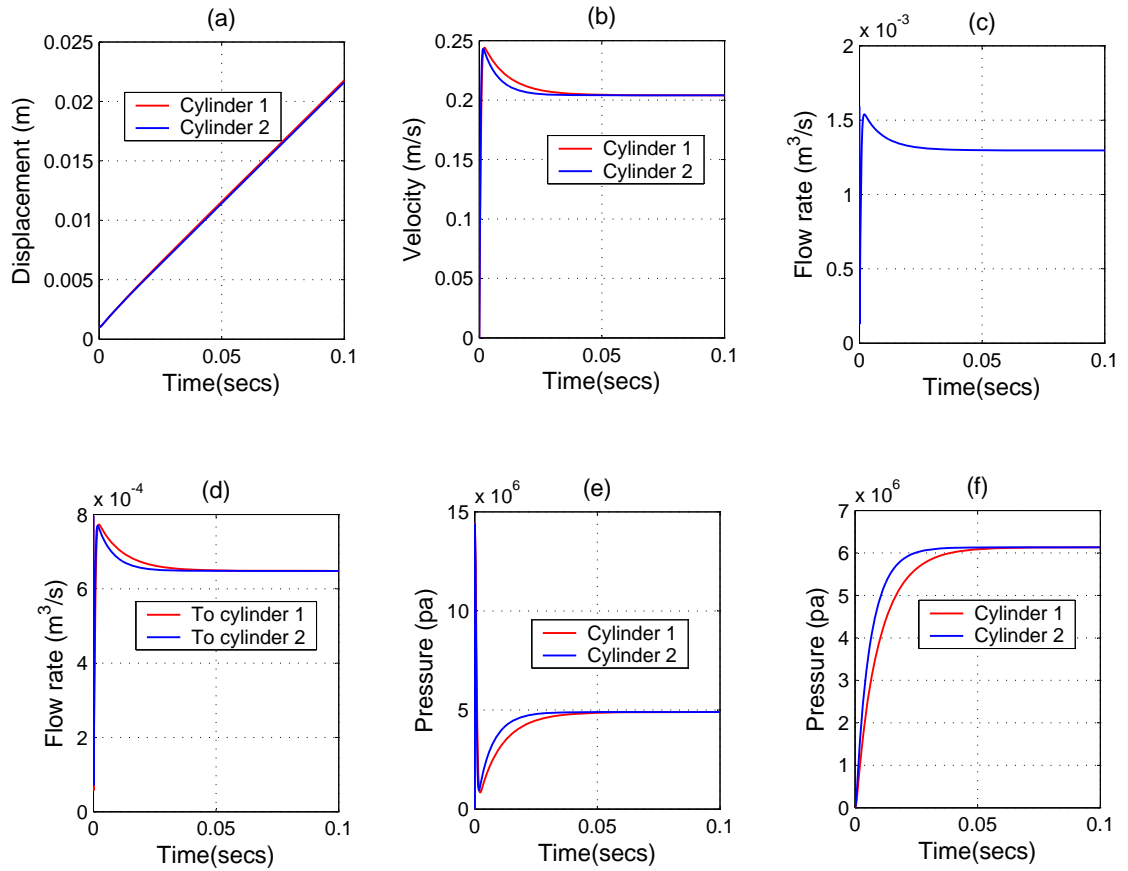 (a)
0.025
0.02
0.015
0.01
0.005
0
Displacement (m)
Cylinder 1
Cylinder 2
0
0.05
0.1
Time(secs)
(b)
0.25
0.2
0.15
0.1
0.05
0
Velocity (m/s)
Cylinder 1
Cylinder 2
0
0.05
0.1
Time(secs)
(c)
x 10⁻³
2
1.5
1
0.5
0
Flow rate (m³/s)
0
0.05
0.1
Time(secs)
(d)
x 10⁻⁴
8
6
4
2
0
Flow rate (m³/s)
To cylinder 1
To cylinder 2
0
0.05
0.1
Time(secs)
(e)
x 10⁶
15
10
5
0
Pressure (pa)
Cylinder 1
Cylinder 2
0
0.05
0.1
Time(secs)
(f)
x 10⁶
7
6
5
4
3
2
1
0
Pressure (pa)
Cylinder 1
Cylinder 2
0
0.05
0.1
Time(secs)